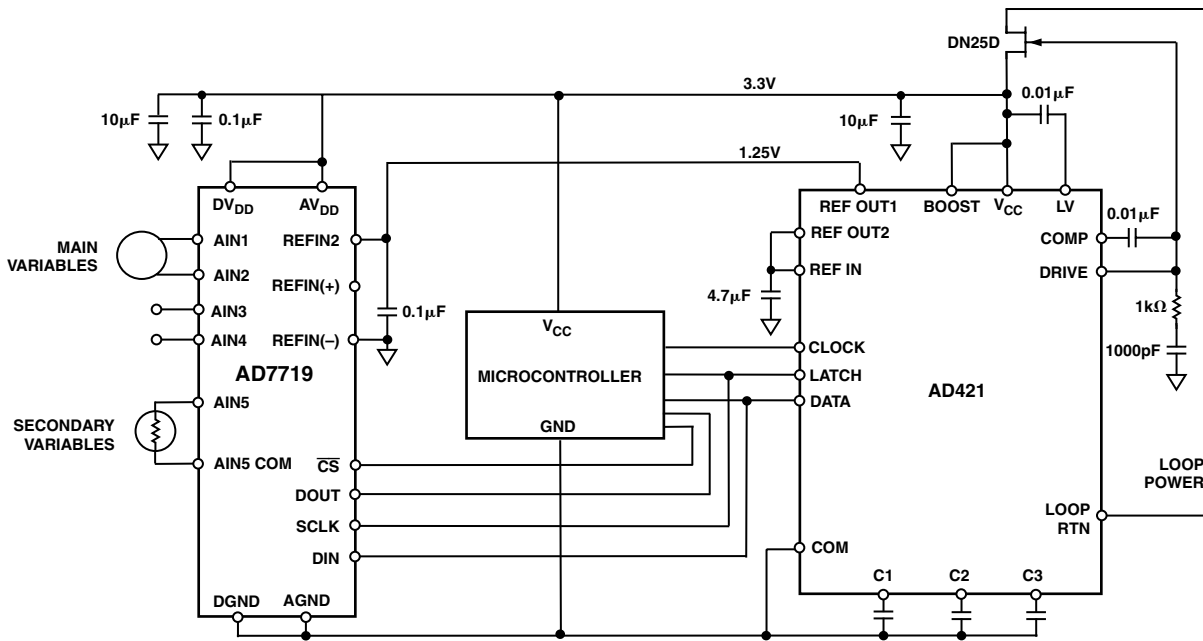 DN25D
3.3V
0.01μF
10μF
0.1μF
10μF
1.25V
DVDD
AVDD
REF OUT1
BOOST
VCC
LV
0.01μF
MAIN
VARIABLES
AIN1
REFIN2
REF OUT2
COMP
AIN2
REFIN(+)
REF IN
DRIVE
AIN3
0.1μF
4.7μF
1kΩ
AIN4
REFIN(–)
VCC
CLOCK
1000pF
AD7719
MICROCONTROLLER
LATCH
AD421
AIN5
DATA
SECONDARY
VARIABLES
GND
AIN5 COM
CS
LOOP
POWER
DOUT
LOOP
RTN
SCLK
DIN
COM
DGND
AGND
C1
C2
C3